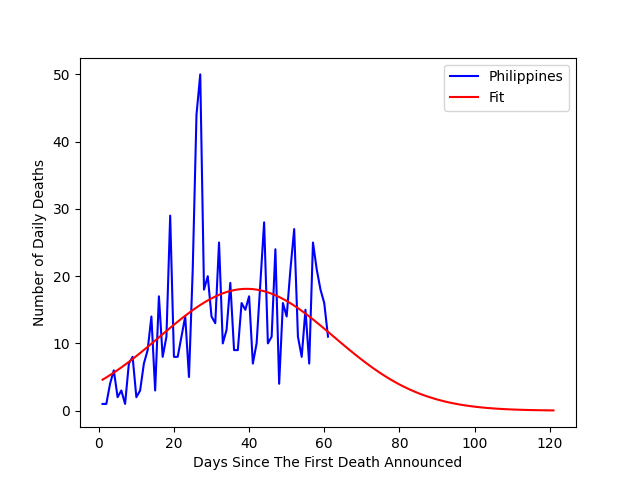 Philippines
Fit
50
40
30
20
10
0
Number of Daily Deaths
0 20 40 60 80 100 120
Days Since The First Death Announced